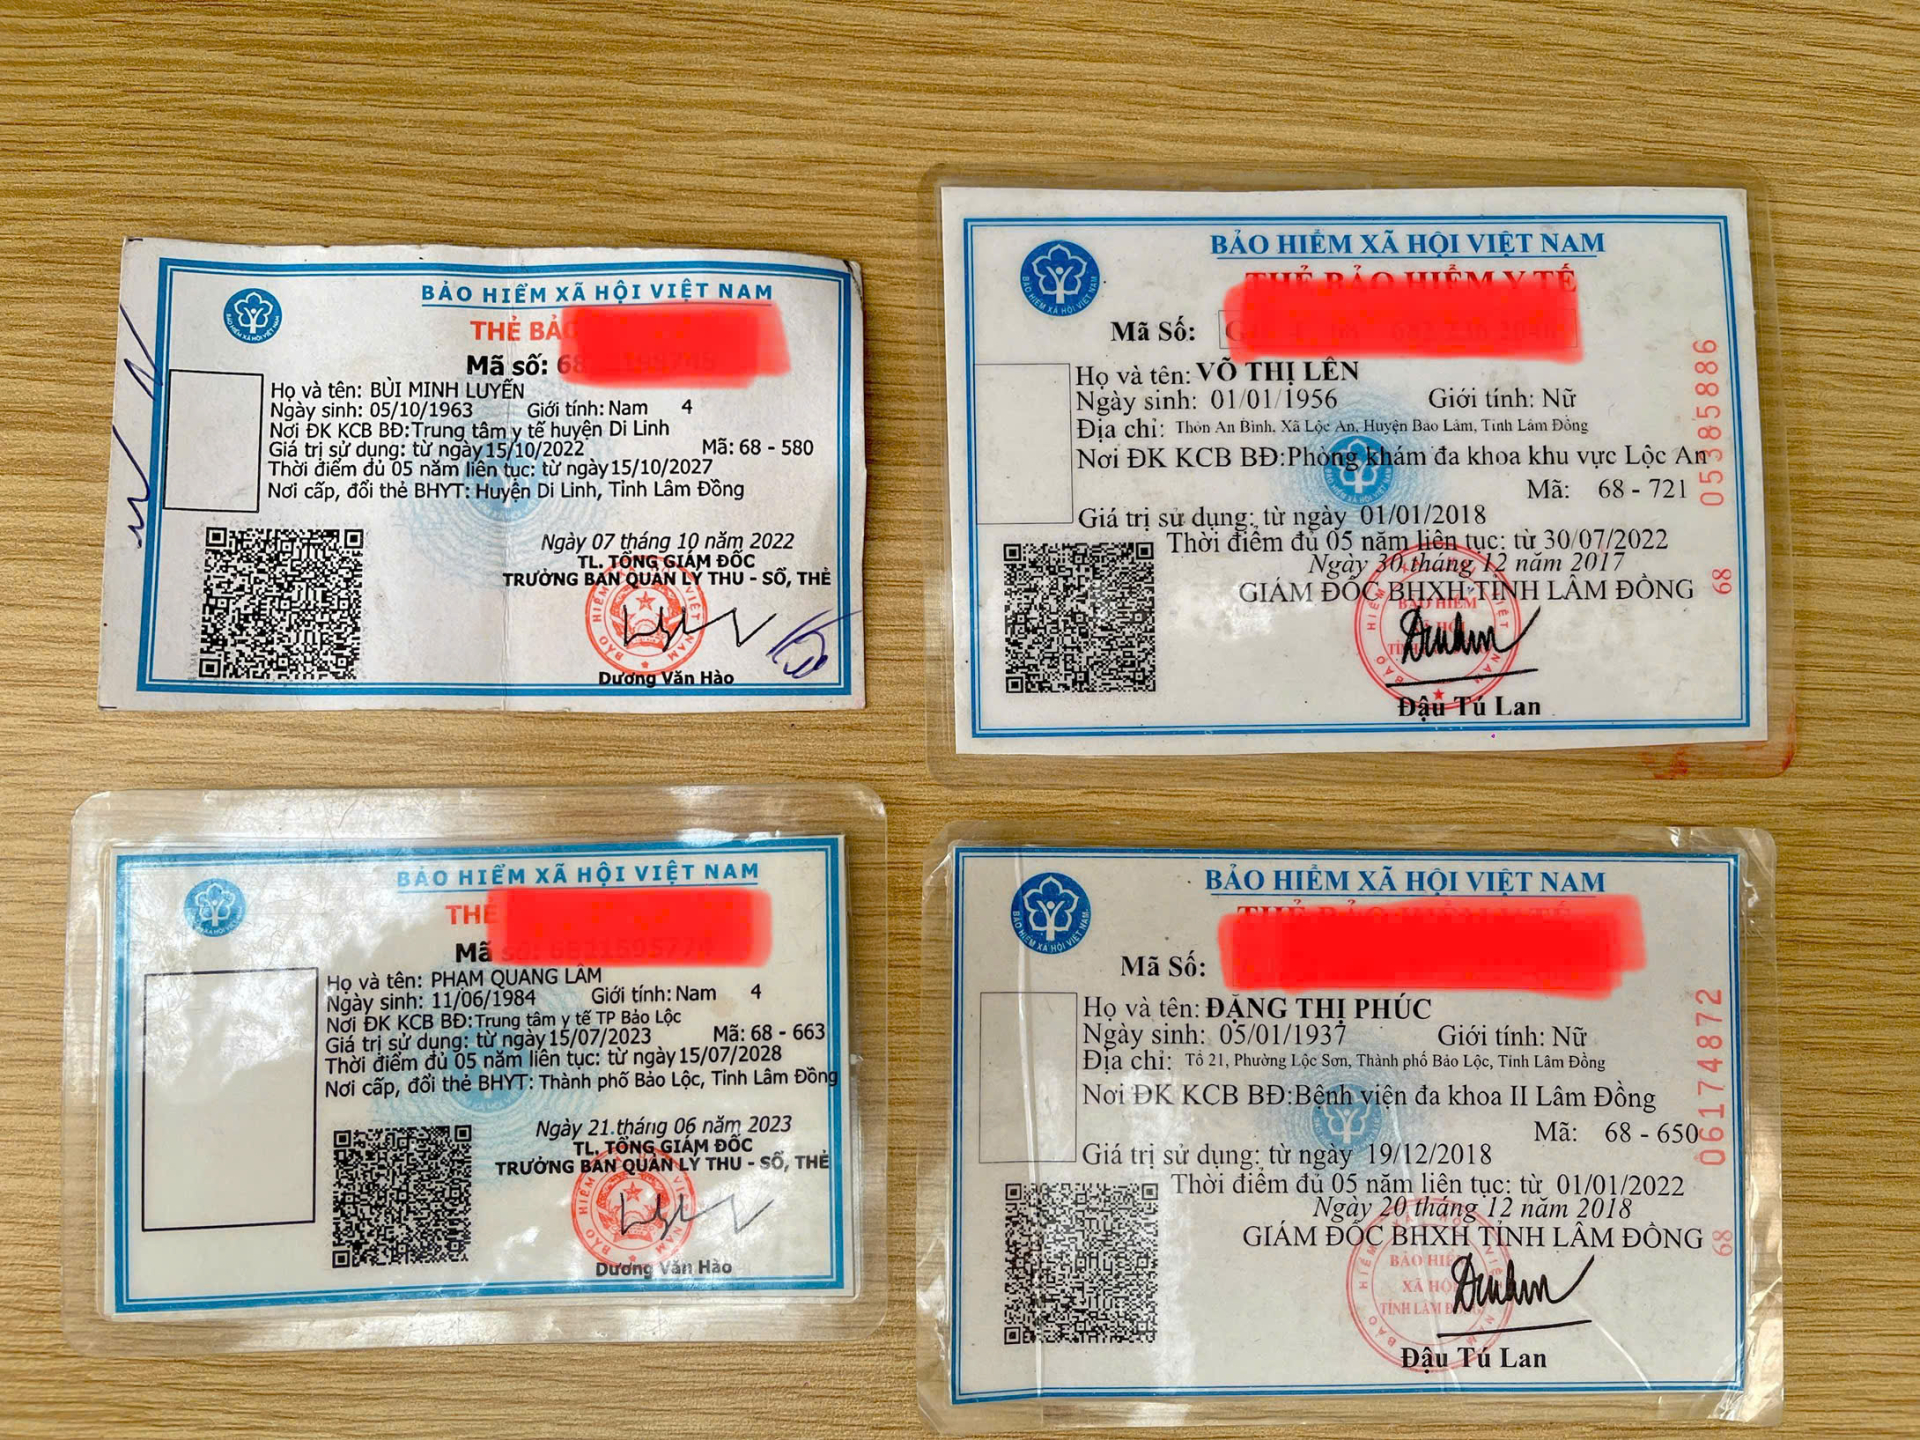 BẢO HIỂM XÃ HỘI VIỆT NAM
THẺ BẢO
Mã số:
Họ và tên: BÙI MINH LUYẾN
Ngày sinh: 05/10/1963 Giới tính: Nam 4
Nơi ĐK KCB BĐ: Trung tâm y tế huyện Di Linh
Giá trị sử dụng: từ ngày 15/10/2022 Mã: 68 - 580
Thời điểm đủ 05 năm liên tục: từ ngày 15/10/2027
Nơi cấp, đổi thẻ BHYT: Huyện Di Linh, Tỉnh Lâm Đồng
Ngày 07 tháng 10 năm 2022
TL. TỔNG GIÁM ĐỐC
TRƯỞNG BAN QUẢN LÝ THU - SỔ, THẺ
Dương Văn Hào
BẢO HIỂM XÃ HỘI VIỆT NAM
THẺ BẢO HIỂM Y TẾ
Mã Số:
Họ và tên: VÕ THỊ LÊN
Ngày sinh: 01/01/1956 Giới tính: Nữ
Địa chỉ: Thôn An Bình, Xã Lộc An, Huyện Bảo Lâm, Tỉnh Lâm Đồng
Nơi ĐK KCB BĐ: Phòng khám đa khoa khu vực Lộc An
Mã: 68 - 721
Giá trị sử dụng: từ ngày 01/01/2018
Thời điểm đủ 05 năm liên tục: từ 30/07/2022
Ngày 30 tháng 12 năm 2017
GIÁM ĐỐC BHXH TỈNH LÂM ĐỒNG
Đậu Tú Lan
68 05385886
BẢO HIỂM XÃ HỘI VIỆT NAM
THẺ
Mã số:
Họ và tên: PHẠM QUANG LÂM
Ngày sinh: 11/06/1984 Giới tính: Nam 4
Nơi ĐK KCB BĐ: Trung tâm y tế TP Bảo Lộc
Giá trị sử dụng: từ ngày 15/07/2023 Mã: 68 - 663
Thời điểm đủ 05 năm liên tục: từ ngày 15/07/2028
Nơi cấp, đổi thẻ BHYT: Thành phố Bảo Lộc, Tỉnh Lâm Đồng
Ngày 21 tháng 06 năm 2023
TL. TỔNG GIÁM ĐỐC
TRƯỞNG BAN QUẢN LÝ THU - SỔ, THẺ
Dương Văn Hào
BẢO HIỂM XÃ HỘI VIỆT NAM
THẺ BẢO HIỂM Y TẾ
Mã Số:
Họ và tên: ĐẶNG THỊ PHÚC
Ngày sinh: 05/01/1937 Giới tính: Nữ
Địa chỉ: Tổ 21, Phường Lộc Sơn, Thành phố Bảo Lộc, Tỉnh Lâm Đồng
Nơi ĐK KCB BĐ: Bệnh viện đa khoa II Lâm Đồng
Mã: 68 - 650
Giá trị sử dụng: từ ngày 19/12/2018
Thời điểm đủ 05 năm liên tục: từ 01/01/2022
Ngày 20 tháng 12 năm 2018
GIÁM ĐỐC BHXH TỈNH LÂM ĐỒNG
Đậu Tú Lan
68 06174872